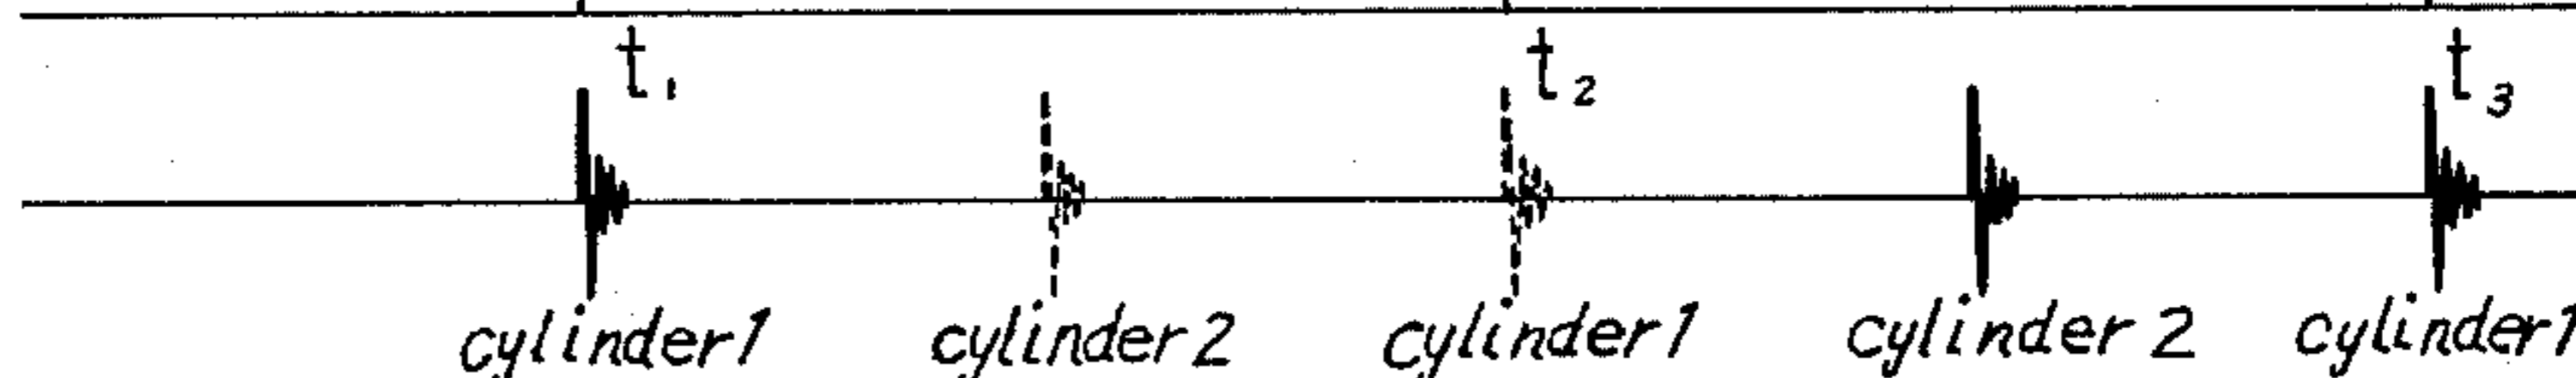 t₁ t₂ t₃
cylinder1 cylinder2 cylinder1 cylinder 2 cylinder1